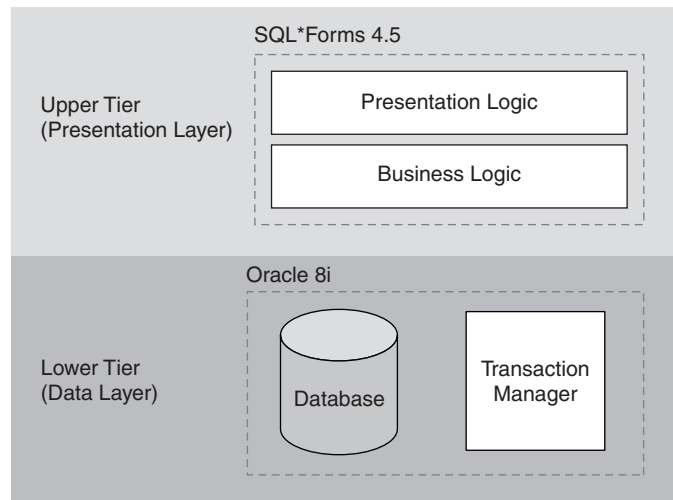 SQL*Forms 4.5
Upper Tier
(Presentation Layer)
Presentation Logic
Business Logic
Oracle 8i
Lower Tier
(Data Layer)
Database
Transaction
Manager